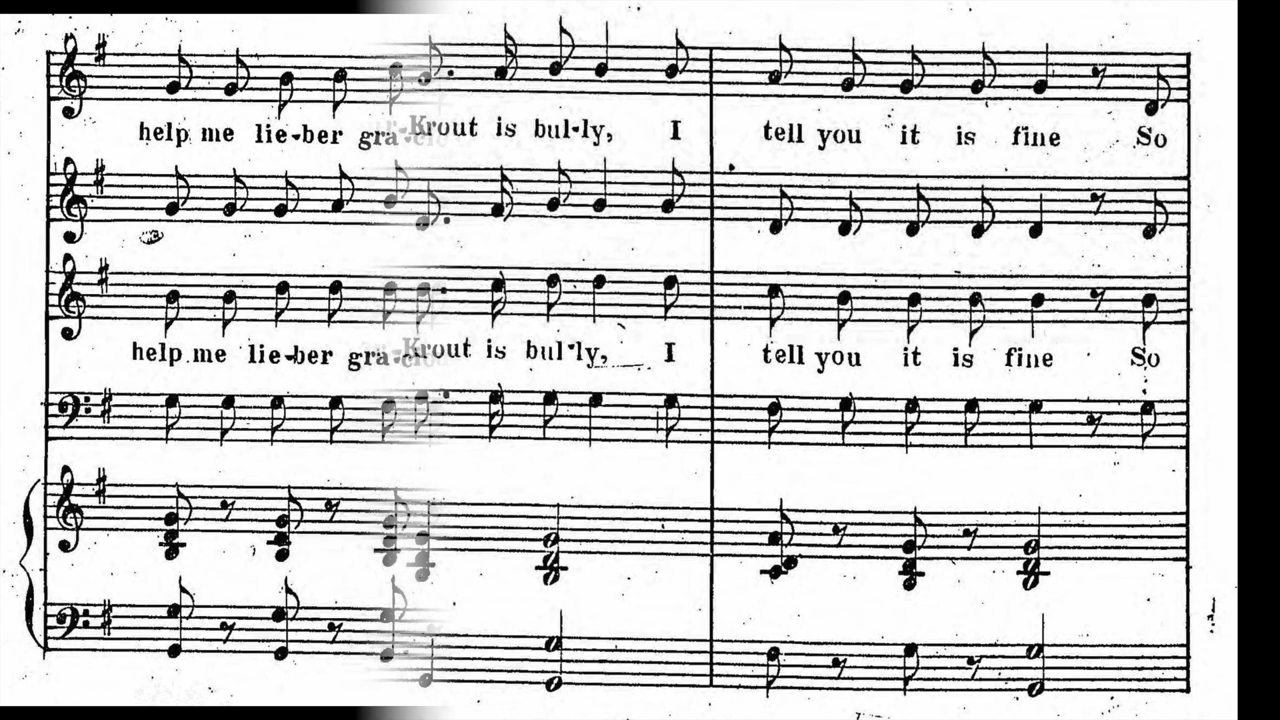 help me lie-ber gra- Krout is bul-ly, I tell you it is fine So
help me lie-ber gra- Krout is bul-ly, I tell you it is fine So